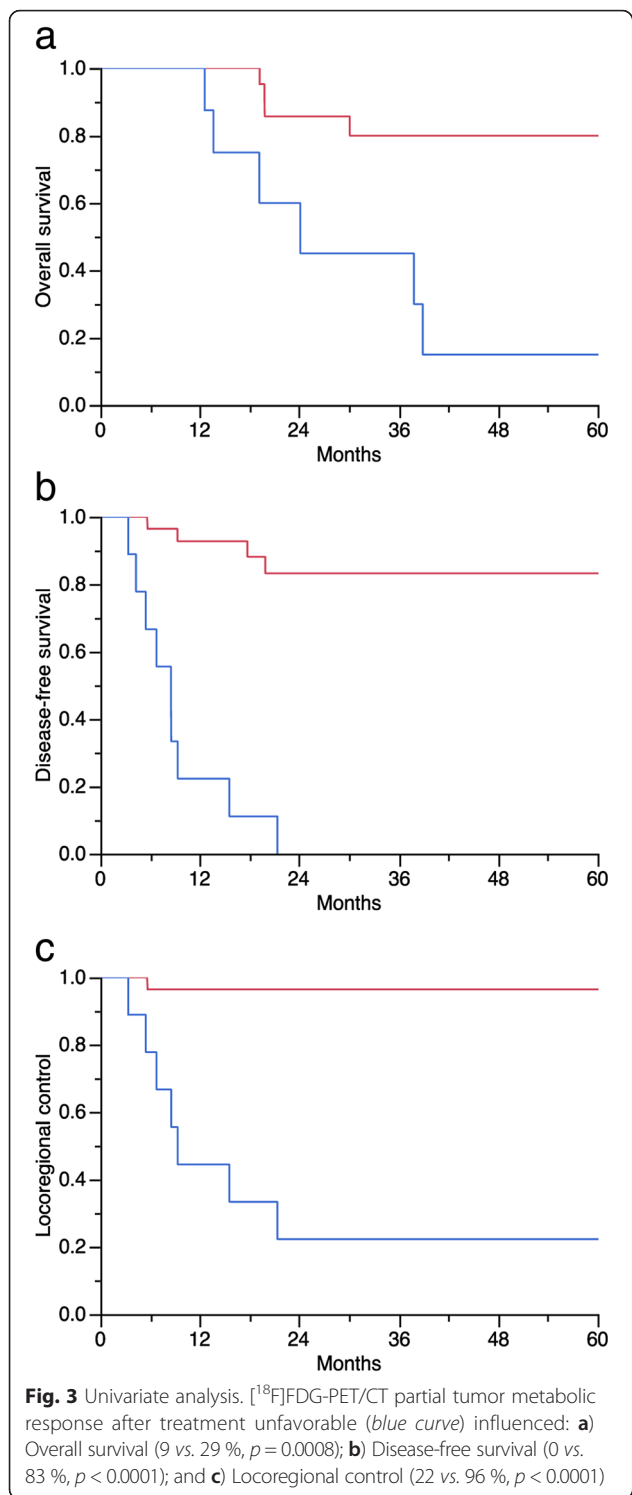 a
1.0
0.8
0.6
0.4
0.2
0.0
Overall survival
0 12 24 36 48 60
Months
b
1.0
0.8
0.6
0.4
0.2
0.0
Disease-free survival
0 12 24 36 48 60
Months
c
1.0
0.8
0.6
0.4
0.2
0.0
Locoregional control
0 12 24 36 48 60
Months
Fig. 3 Univariate analysis. [¹⁸F]FDG-PET/CT partial tumor metabolic
response after treatment unfavorable (blue curve) influenced: a)
Overall survival (9 vs. 29 %, p = 0.0008); b) Disease-free survival (0 vs.
83 %, p < 0.0001); and c) Locoregional control (22 vs. 96 %, p < 0.0001)